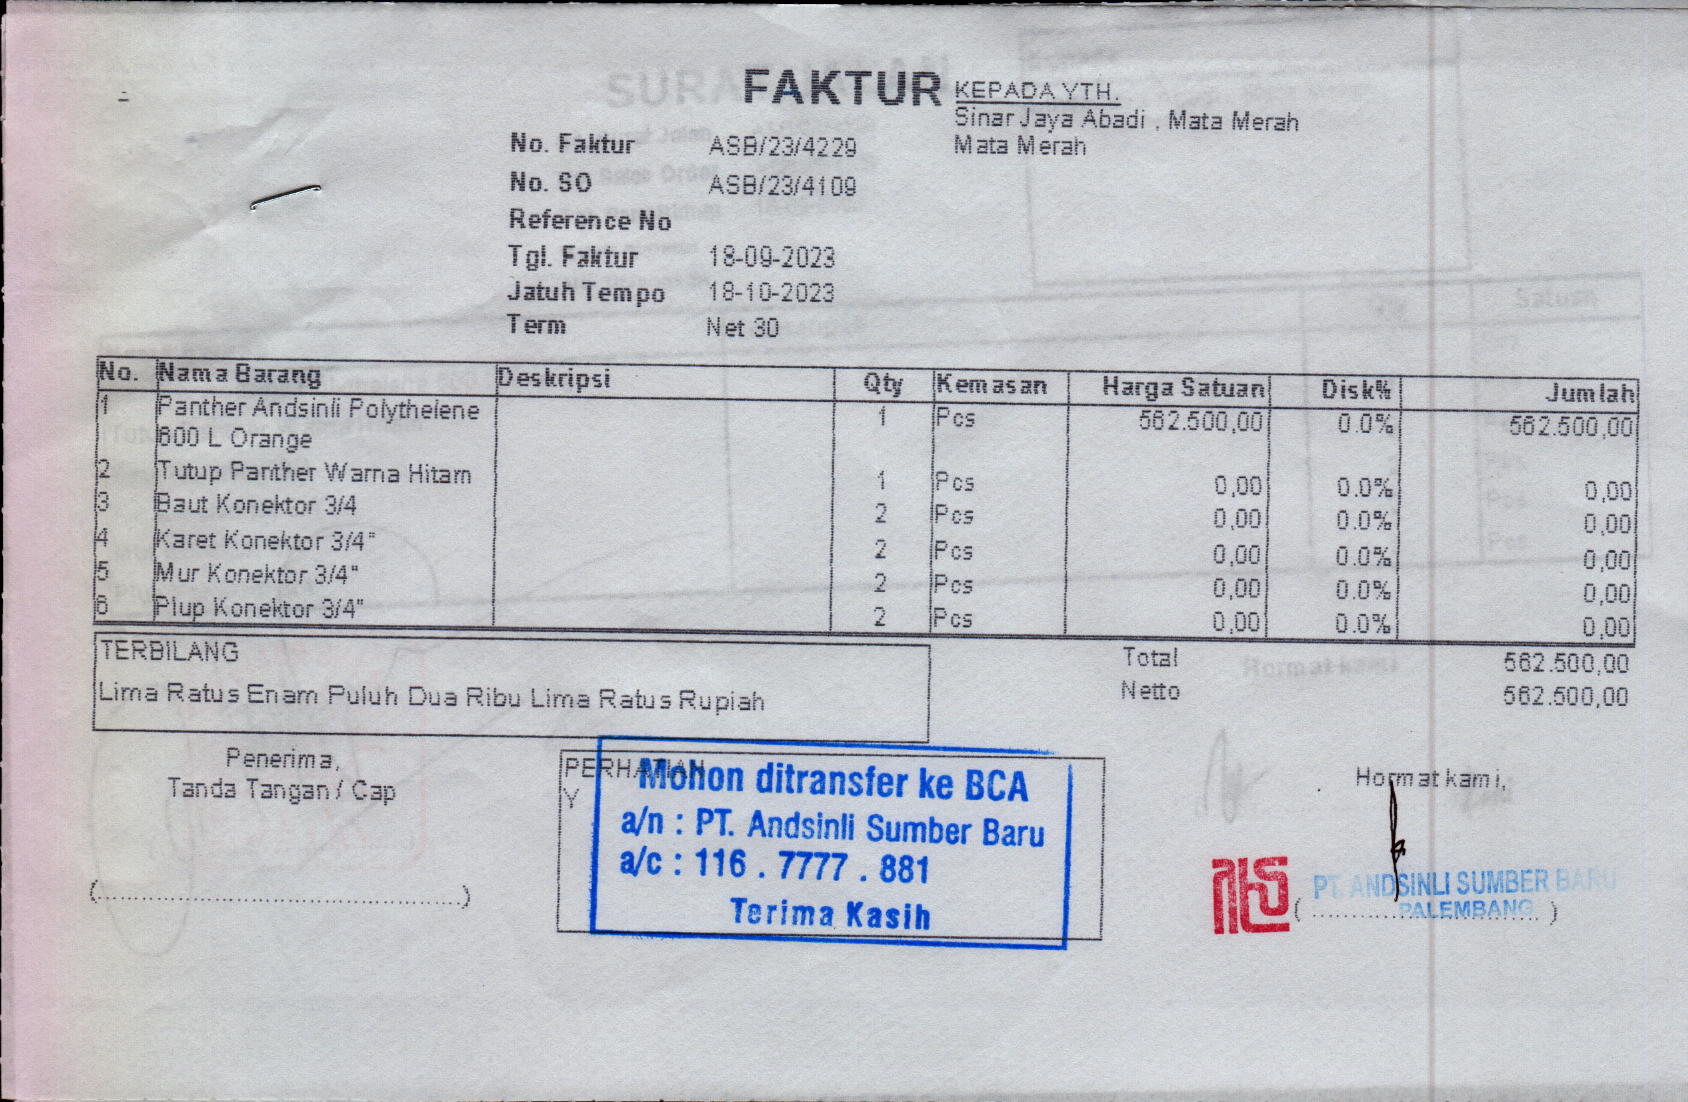 FAKTUR
KEPADA YTH.
Sinar Jaya Abadi , Mata Merah
Mata Merah
No. Faktur ASB/23/4229
No. SO ASB/23/4109
Reference No
Tgl. Faktur 18-09-2023
Jatuh Tempo 18-10-2023
Term Net 30
No. Nama Barang Deskripsi Qty Kemasan Harga Satuan Disk% Jumlah
1 Panther Andsinli Polythelene 1 Pcs 562.500,00 0.0% 562.500,00
600 L Orange
2 Tutup Panther Warna Hitam 1 Pcs 0,00 0.0% 0,00
3 Baut Konektor 3/4 2 Pcs 0,00 0.0% 0,00
4 Karet Konektor 3/4" 2 Pcs 0,00 0.0% 0,00
5 Mur Konektor 3/4" 2 Pcs 0,00 0.0% 0,00
6 Plup Konektor 3/4" 2 Pcs 0,00 0.0% 0,00
TERBILANG
Lima Ratus Enam Puluh Dua Ribu Lima Ratus Rupiah
Total 562.500,00
Netto 562.500,00
Penerima,
Tanda Tangan / Cap
(..................................................)
PERHATIAN
Y
Mohon ditransfer ke BCA
a/n : PT. Andsinli Sumber Baru
a/c : 116 . 7777 . 881
Terima Kasih
Hormat kami,
PT. ANDSINLI SUMBER BARU
PALEMBANG
(..............................)